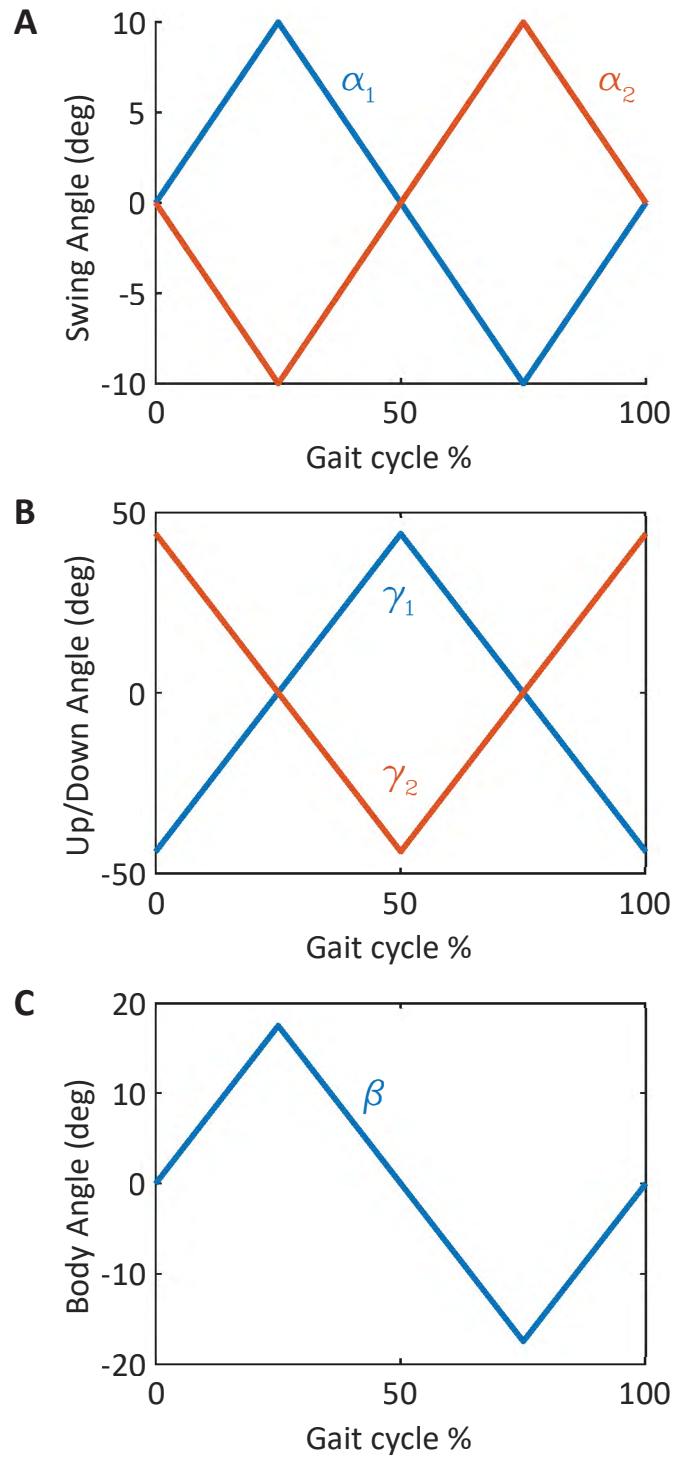 A
10
5
0
-5
-10
Swing Angle (deg)
α₁
α₂
0
50
100
Gait cycle %
B
50
0
-50
Up/Down Angle (deg)
γ₁
γ₂
0
50
100
Gait cycle %
C
20
10
0
-10
-20
Body Angle (deg)
β
0
50
100
Gait cycle %